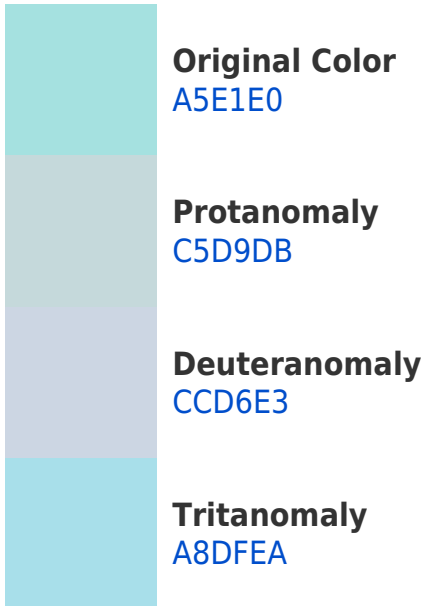 Original Color
A5E1E0
Protanomaly
C5D9DB
Deuteranomaly
CCD6E3
Tritanomaly
A8DFEA